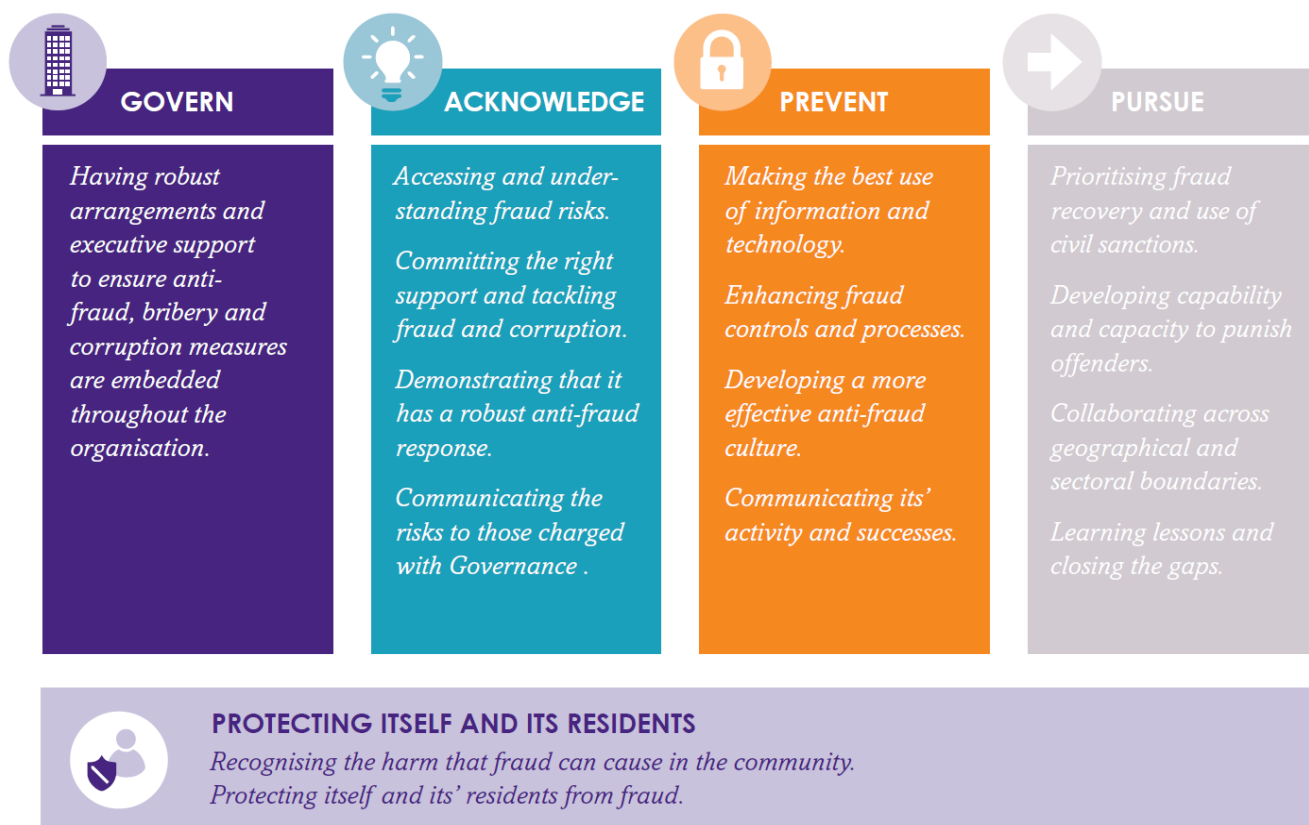 GOVERN
Having robust
arrangements and
executive support
to ensure anti-
fraud, bribery and
corruption measures
are embedded
throughout the
organisation.
ACKNOWLEDGE
Accessing and under-
standing fraud risks.
Committing the right
support and tackling
fraud and corruption.
Demonstrating that it
has a robust anti-fraud
response.
Communicating the
risks to those charged
with Governance .
PREVENT
Making the best use
of information and
technology.
Enhancing fraud
controls and processes.
Developing a more
effective anti-fraud
culture.
Communicating its’
activity and successes.
PURSUE
Prioritising fraud
recovery and use of
civil sanctions.
Developing capability
and capacity to punish
offenders.
Collaborating across
geographical and
sectoral boundaries.
Learning lessons and
closing the gaps.
PROTECTING ITSELF AND ITS RESIDENTS
Recognising the harm that fraud can cause in the community.
Protecting itself and its’ residents from fraud.